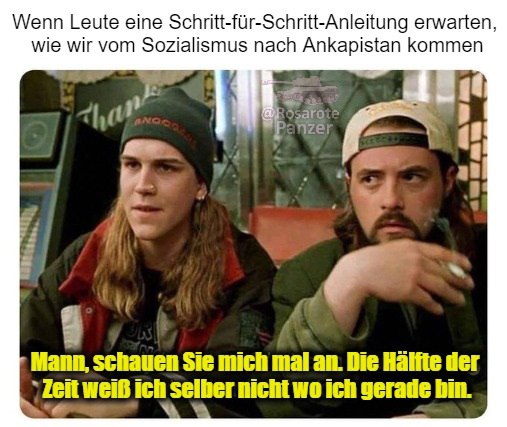 Wenn Leute eine Schritt-für-Schritt-Anleitung erwarten,
wie wir vom Sozialismus nach Ankapistan kommen
@Rosarote
Panzer
Mann, schauen Sie mich mal an. Die Hälfte der
Zeit weiß ich selber nicht wo ich gerade bin.